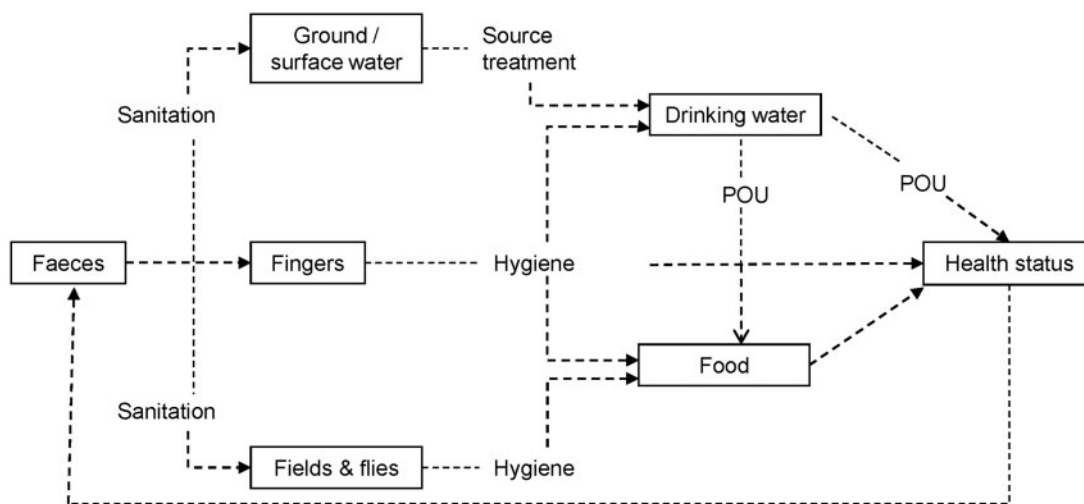 Ground /
surface water
Source
treatment
Sanitation
Drinking water
POU
POU
Faeces
Fingers
Hygiene
Health status
Food
Sanitation
Fields & flies
Hygiene